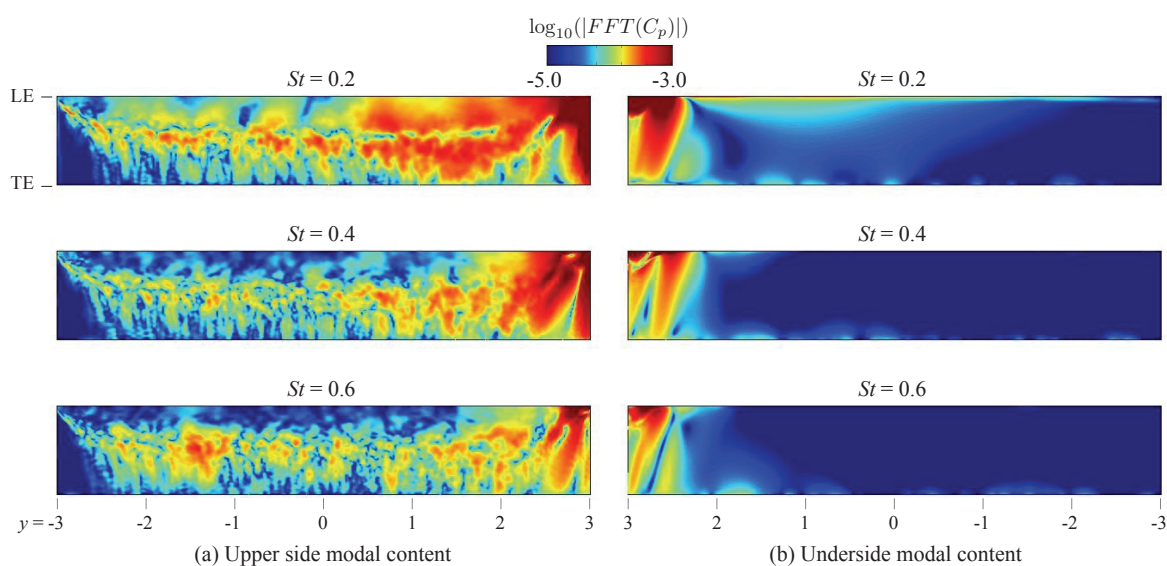 log₁₀(|FFT(Cₚ)|)
-5.0 -3.0
St = 0.2 St = 0.2
LE
TE
St = 0.4 St = 0.4
St = 0.6 St = 0.6
y = -3 -2 -1 0 1 2 3 3 2 1 0 -1 -2 -3
(a) Upper side modal content (b) Underside modal content